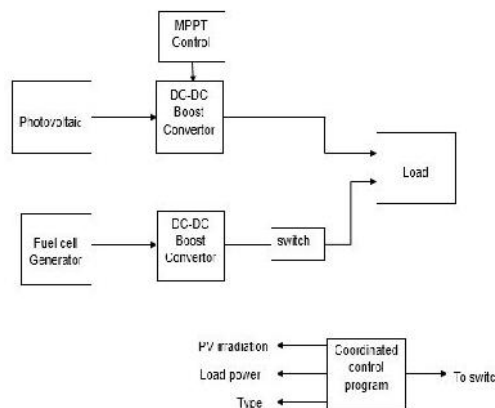 MPPT
Control
Photovoltaic
DC-DC
Boost
Convertor
Load
Fuel cell
Generator
DC-DC
Boost
Convertor
switch
PV irradiation
Load power
Type
Coordinated
control
program
To switc